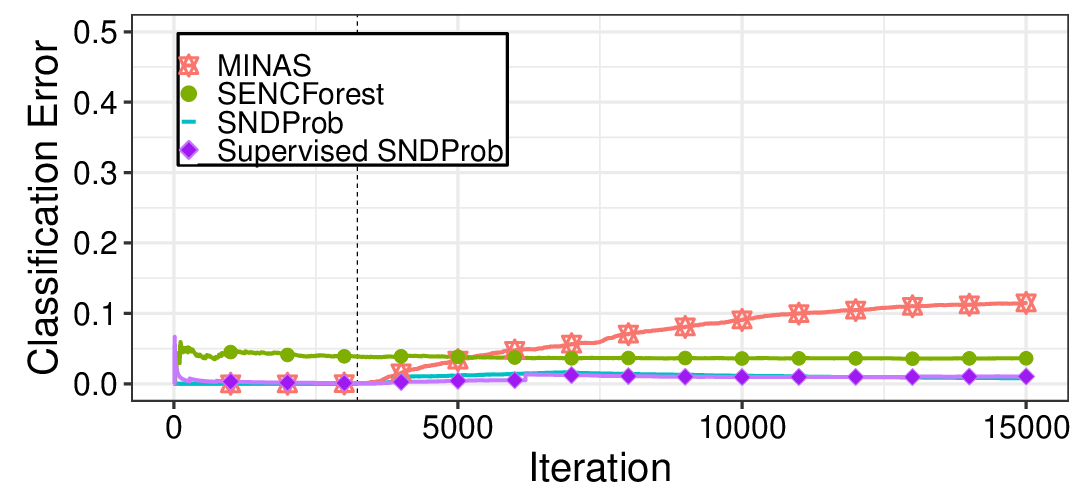 Classification Error
0.5
0.4
0.3
0.2
0.1
0.0
MINAS
SENCForest
SNDProb
Supervised SNDProb
0 5000 10000 15000
Iteration